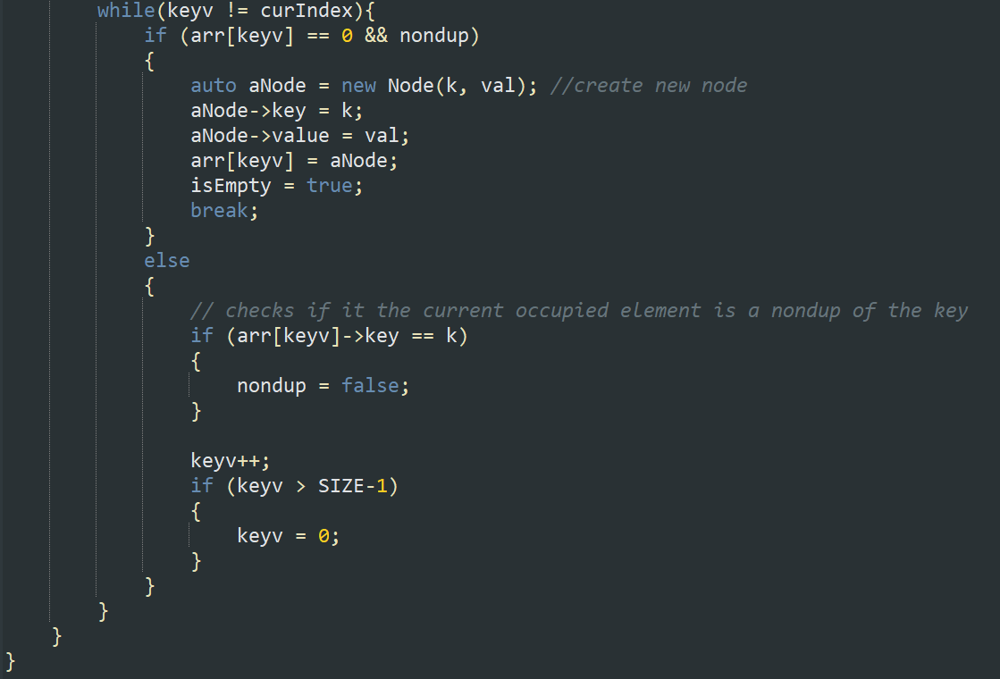 while(keyv != curIndex){
if (arr[keyv] == 0 && nondup)
{
auto aNode = new Node(k, val); //create new node
aNode->key = k;
aNode->value = val;
arr[keyv] = aNode;
isEmpty = true;
break;
}
else
{
// checks if it the current occupied element is a nondup of the key
if (arr[keyv]->key == k)
{
nondup = false;
}
keyv++;
if (keyv > SIZE-1)
{
keyv = 0;
}
}
}
}
}